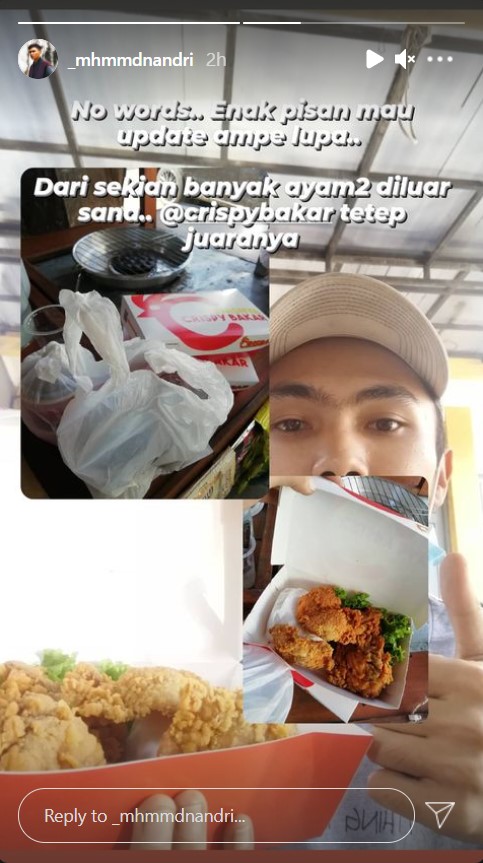 _mhmmdnandri 2h
No words.. Enak pisan mau
update ampe lupa..
Dari sekian banyak ayam2 diluar
sana.. @crispybakar tetep
juaranya
CRISPY BAKAR
Reply to _mhmmdnandri...